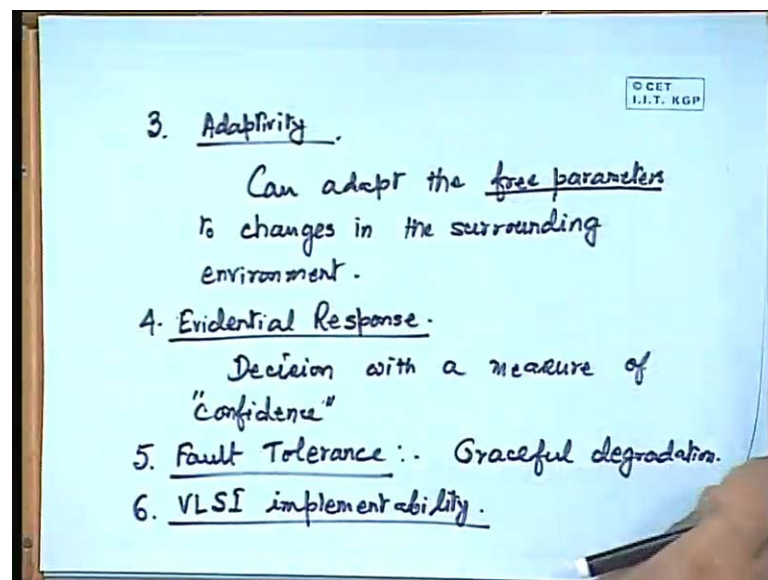 © CET
I.I.T. KGP
3. Adaptivity.
Can adapt the free parameters
to changes in the surrounding
environment.
4. Evidential Response.
Decision with a measure of
"Confidence"
5. Fault Tolerance:- Graceful degradation.
6. VLSI implementability.